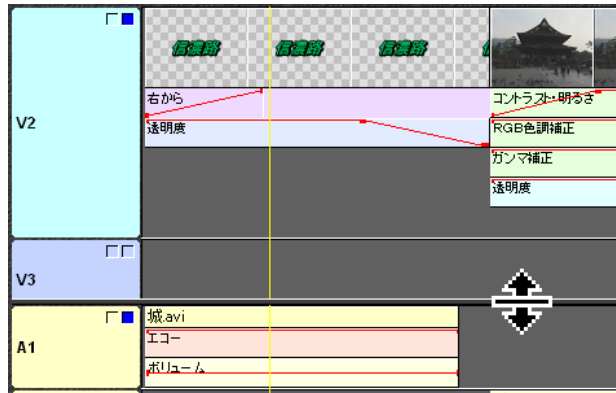 信濃路 信濃路 信濃路
右から
コントラスト・明るさ
V2
透明度
RGB色調補正
ガンマ補正
透明度
V3
城.avi
A1
エコー
ボリューム